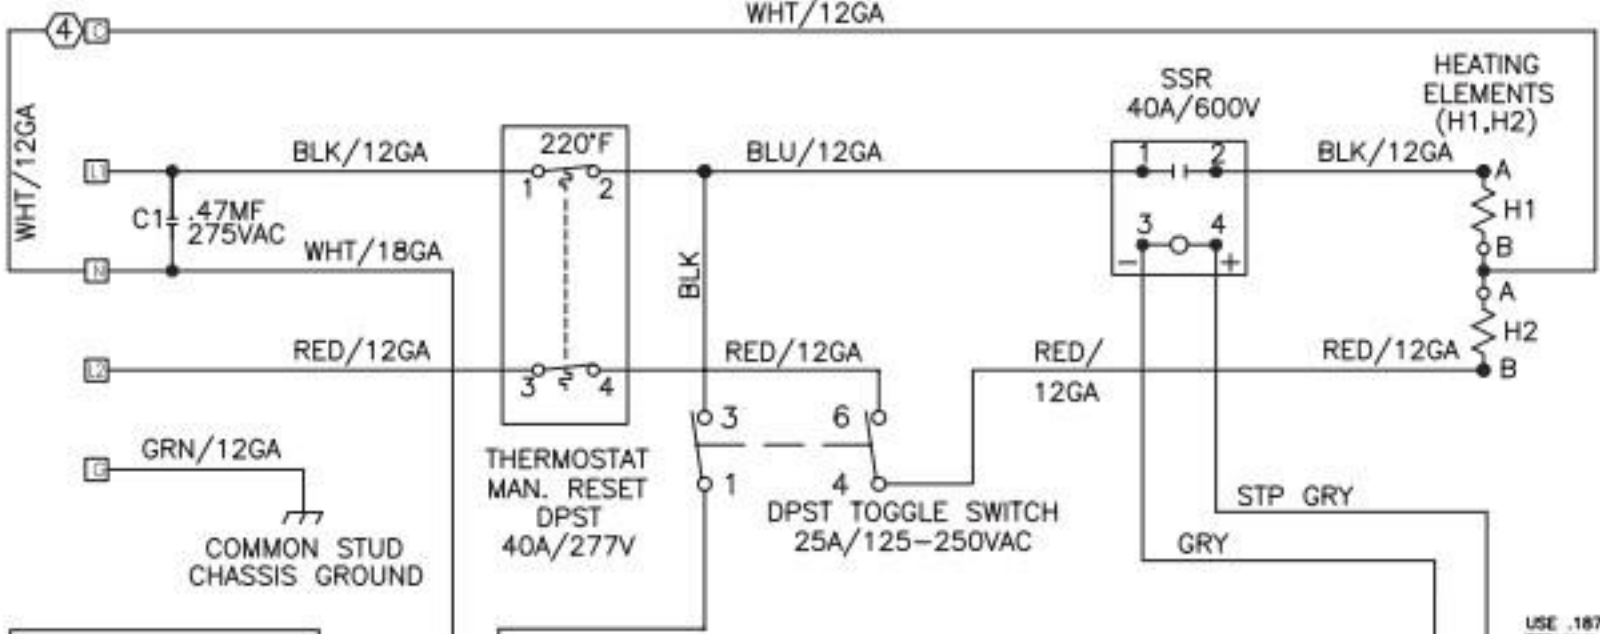 WHT/12GA
4 C
WHT/12GA
SSR
40A/600V
HEATING
ELEMENTS
(H1,H2)
L1
BLK/12GA
220°F
1 2
BLU/12GA
1 2
BLK/12GA
A
H1
B
C1 .47MF
275VAC
3 4
- +
N
WHT/18GA
BLK
A
H2
B
L2
RED/12GA
3 4
RED/12GA
RED/
12GA
RED/12GA
3 6
1 4
G
GRN/12GA
COMMON STUD
CHASSIS GROUND
THERMOSTAT
MAN. RESET
DPST
40A/277V
DPST TOGGLE SWITCH
25A/125-250VAC
STP GRY
GRY
USE .187